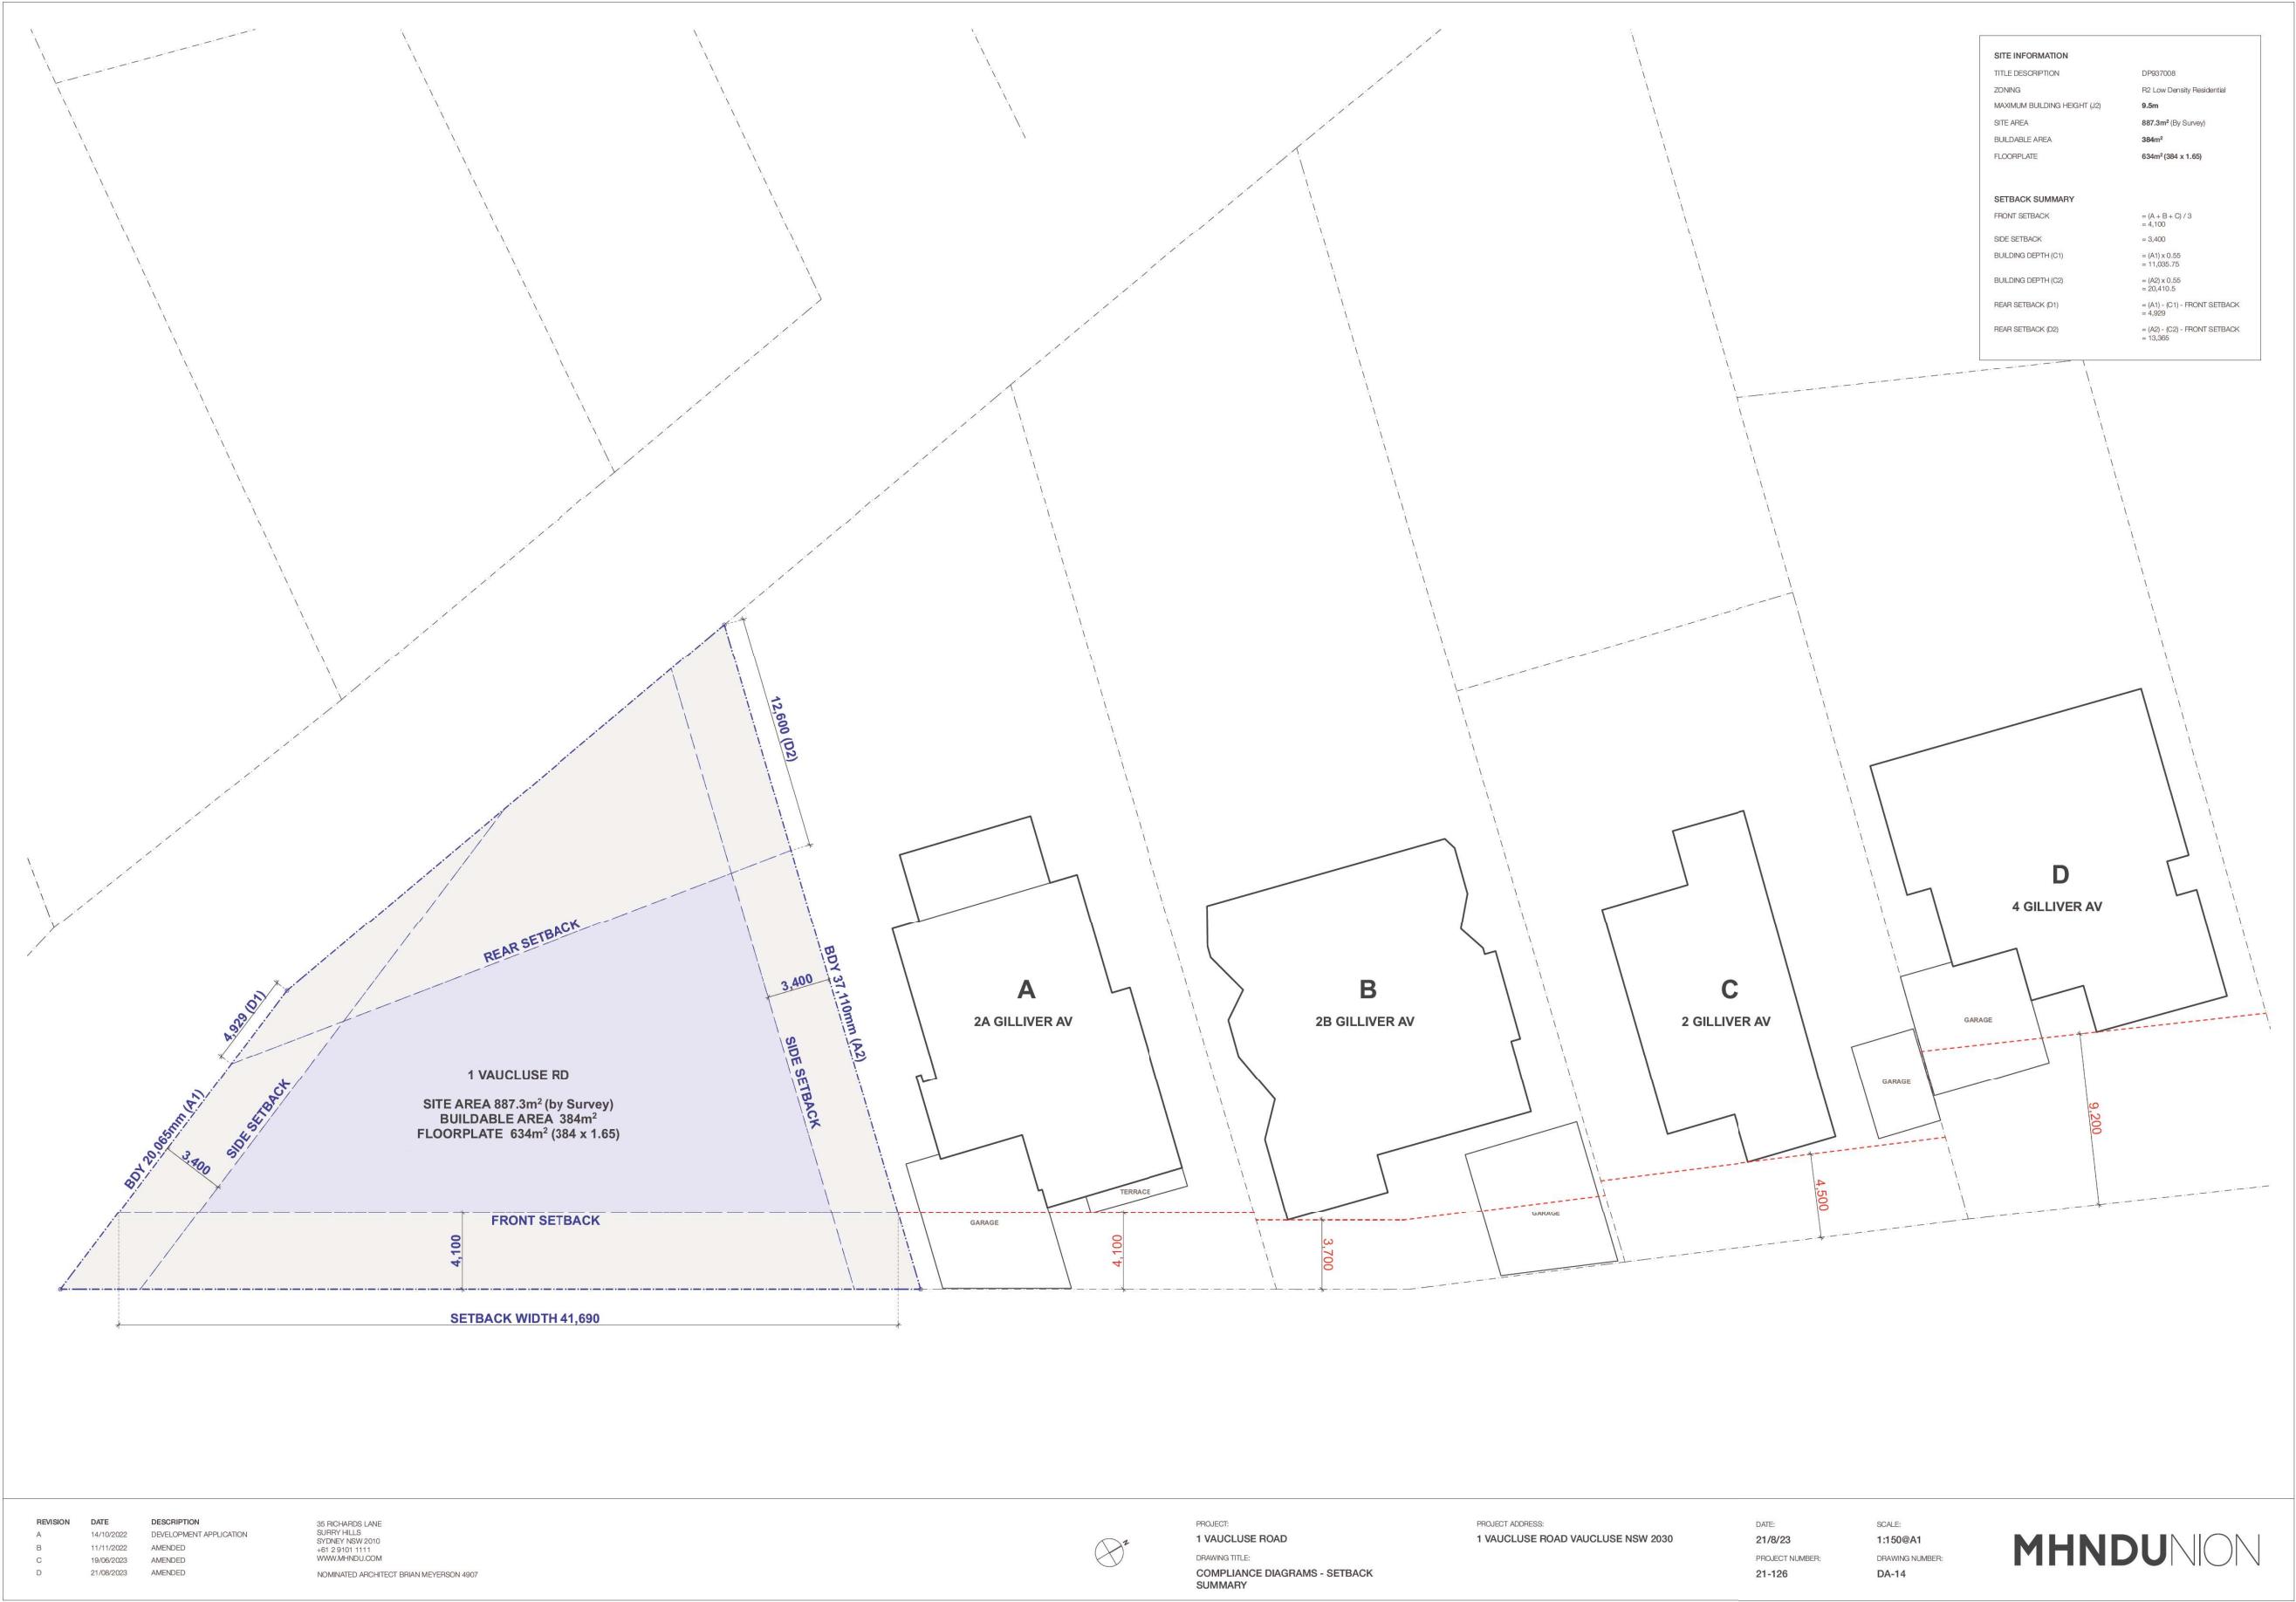 SITE INFORMATION
TITLE DESCRIPTION DP937008
ZONING R2 Low Density Residential
MAXIMUM BUILDING HEIGHT (J2) 9.5m
SITE AREA 887.3m² (By Survey)
BUILDABLE AREA 384m²
FLOORPLATE 634m² (384 x 1.65)
SETBACK SUMMARY
FRONT SETBACK = (A + B + C) / 3
= 4,100
SIDE SETBACK = 3,400
BUILDING DEPTH (C1) = (A1) x 0.55
= 11,035.75
BUILDING DEPTH (C2) = (A2) x 0.55
= 20,410.5
REAR SETBACK (D1) = (A1) - (C1) - FRONT SETBACK
= 4,929
REAR SETBACK (D2) = (A2) - (C2) - FRONT SETBACK
= 13,365
12,600 (D2)
REAR SETBACK
4,929 (D1)
BDY 37,110mm (A2)
3,400
SIDE SETBACK
BDY 20,065mm (A1)
SIDE SETBACK
3,400
1 VAUCLUSE RD
SITE AREA 887.3m² (by Survey)
BUILDABLE AREA 384m²
FLOORPLATE 634m² (384 x 1.65)
FRONT SETBACK
4,100
SETBACK WIDTH 41,690
A
2A GILLIVER AV
TERRACE
GARAGE
4,100
B
2B GILLIVER AV
3,700
GARAGE
C
2 GILLIVER AV
4,500
GARAGE
D
4 GILLIVER AV
GARAGE
9,200
REVISION DATE DESCRIPTION
A 14/10/2022 DEVELOPMENT APPLICATION
B 11/11/2022 AMENDED
C 19/06/2023 AMENDED
D 21/08/2023 AMENDED
35 RICHARDS LANE
SURRY HILLS
SYDNEY NSW 2010
+61 2 9101 1111
WWW.MHNDU.COM
NOMINATED ARCHITECT BRIAN MEYERSON 4907
N
PROJECT:
1 VAUCLUSE ROAD
DRAWING TITLE:
COMPLIANCE DIAGRAMS - SETBACK
SUMMARY
PROJECT ADDRESS:
1 VAUCLUSE ROAD VAUCLUSE NSW 2030
DATE:
21/8/23
PROJECT NUMBER:
21-126
SCALE:
1:150@A1
DRAWING NUMBER:
DA-14
MHNDUNION